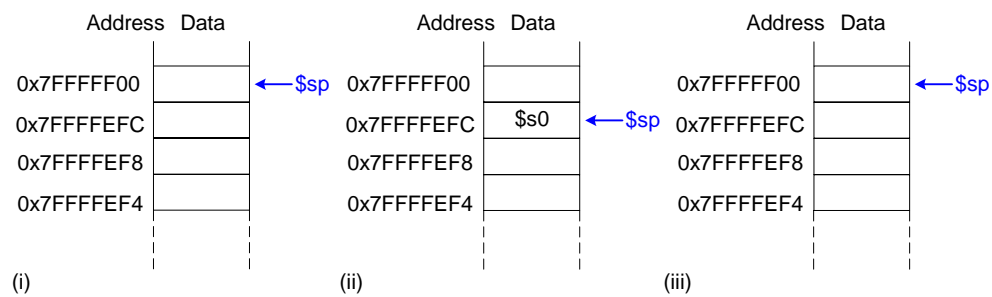 Address Data
0x7FFFFF00
$sp
0x7FFFFEFC
0x7FFFFEF8
0x7FFFFEF4
(i)
Address Data
0x7FFFFF00
0x7FFFFEFC
$s0
$sp
0x7FFFFEF8
0x7FFFFEF4
(ii)
Address Data
0x7FFFFF00
$sp
0x7FFFFEFC
0x7FFFFEF8
0x7FFFFEF4
(iii)